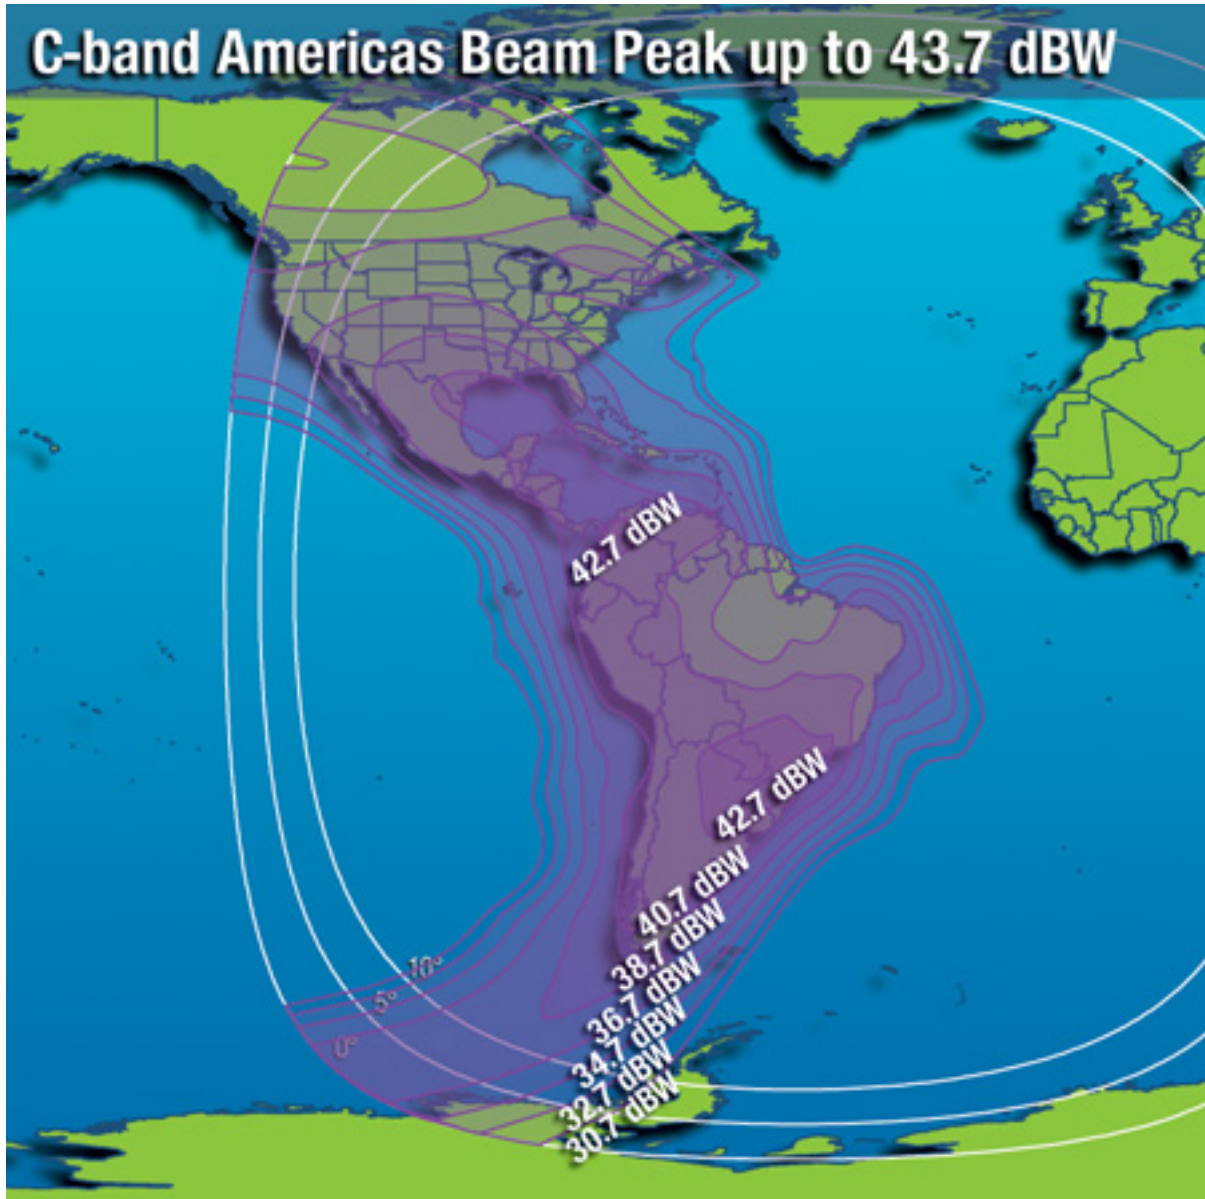 C-band Americas Beam Peak up to 43.7 dBW
42.7 dBW
42.7 dBW
40.7 dBW
38.7 dBW
36.7 dBW
34.7 dBW
32.7 dBW
30.7 dBW
10°
5°
0°